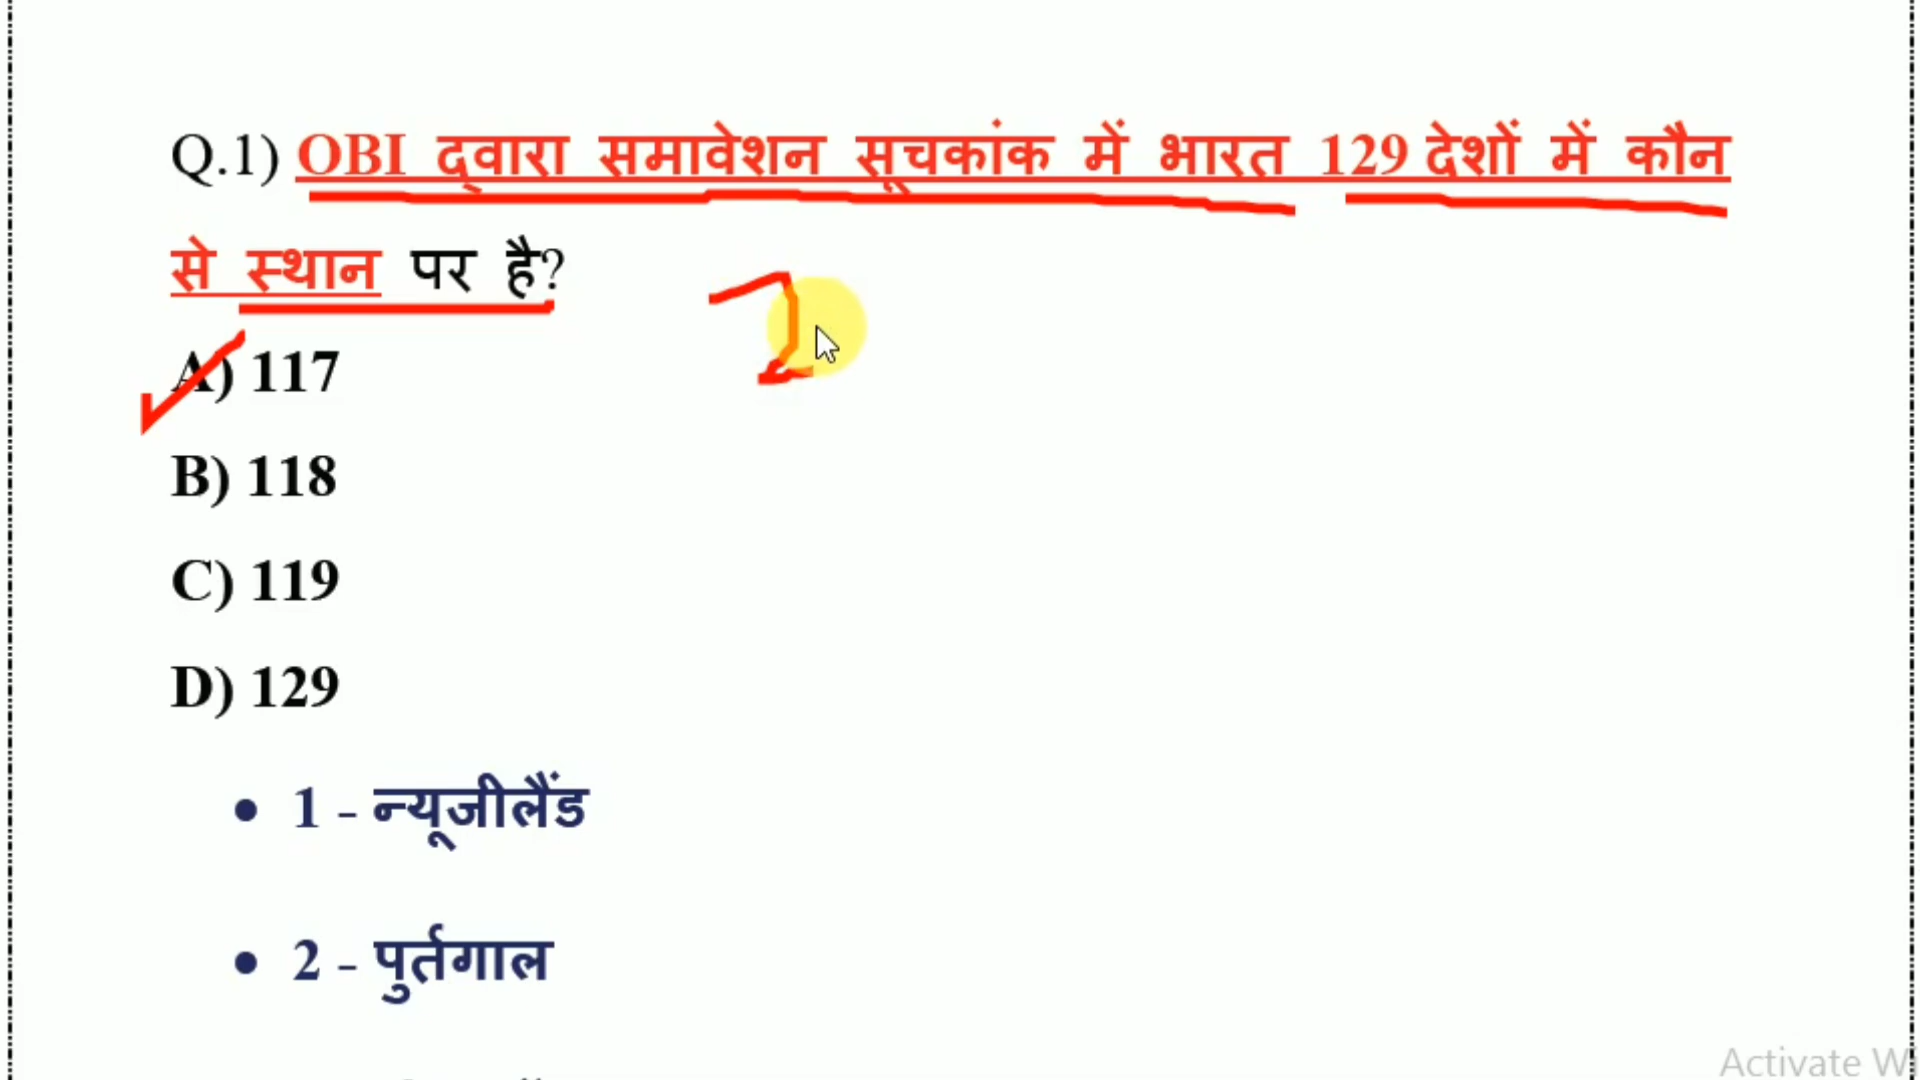 Q.1) OBI द्वारा समावेशन सूचकांक में भारत 129 देशों में कौन
से स्थान पर है?
A) 117
B) 118
C) 119
D) 129
• 1 - न्यूजीलैंड
• 2 - पुर्तगाल
Activate W